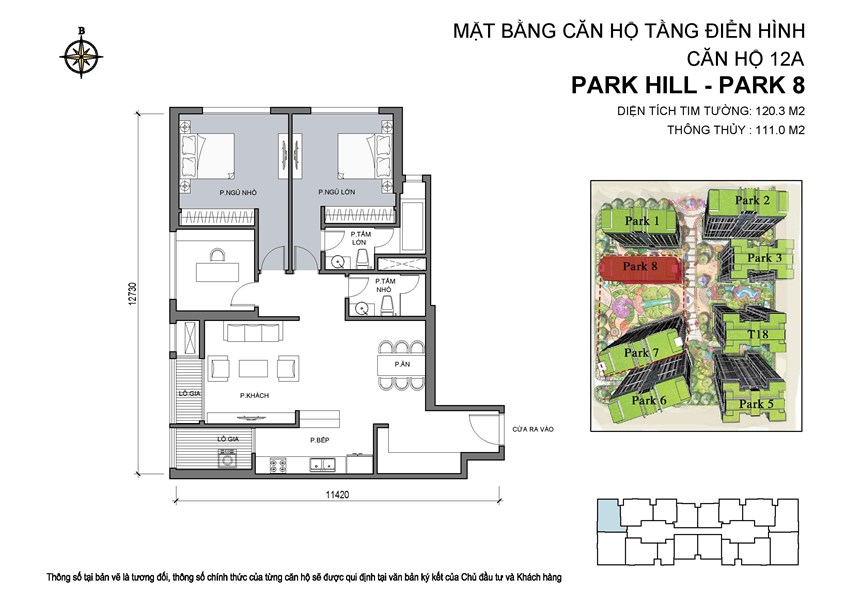 B
MẶT BẰNG CĂN HỘ TẦNG ĐIỂN HÌNH
CĂN HỘ 12A
PARK HILL - PARK 8
DIỆN TÍCH TIM TƯỜNG: 120.3 M2
THÔNG THỦY : 111.0 M2
P.NGỦ NHỎ
P.NGỦ LỚN
P.TẮM
LỚN
P.TẮM
NHỎ
12730
P.ĂN
LÔ GIA
P.KHÁCH
CỬA RA VÀO
LÔ GIA
P.BẾP
11420
Park 1
Park 2
Park 8
Park 3
T18
Park 7
Park 6
Park 5
Thông số tại bản vẽ là tương đối, thông số chính thức của từng căn hộ sẽ được qui định tại văn bản ký kết của Chủ đầu tư và Khách hàng